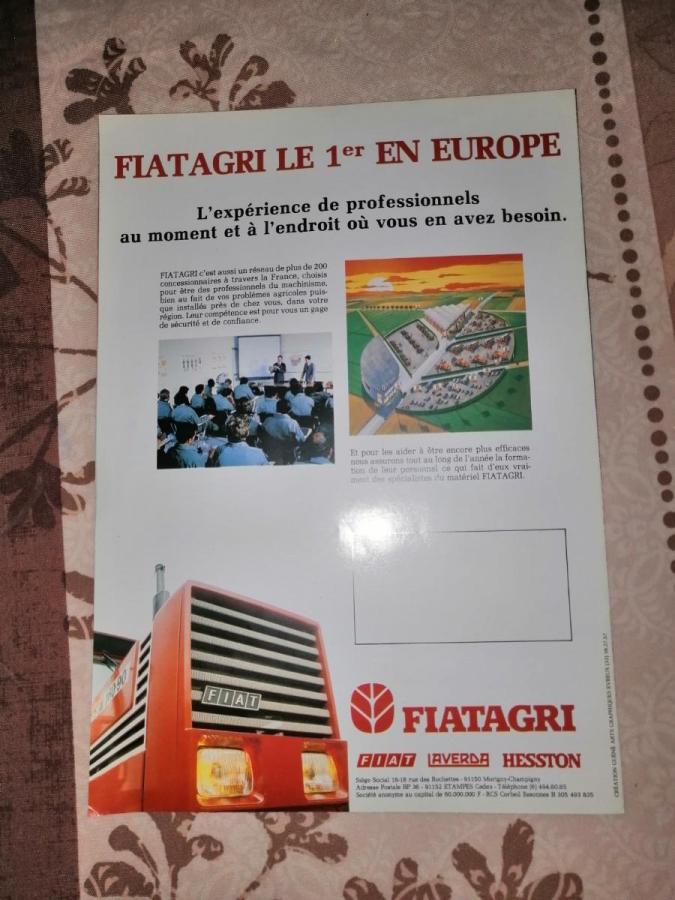 FIATAGRI LE 1er EN EUROPE
L'expérience de professionnels
au moment et à l'endroit où vous en avez besoin.
FIATAGRI c'est aussi un réseau de plus de 200
concessionnaires à travers la France, choisis
pour être des professionnels du machinisme,
bien au fait de vos problèmes agricoles puis-
que installés près de chez vous, dans votre
région. Leur compétence est pour vous un gage
de sécurité et de confiance.
Et pour les aider à être encore plus efficaces
nous assurons tout au long de l'année la forma-
tion de leur personnel ce qui fait d'eux vrai-
ment des spécialistes du matériel FIATAGRI.
90
FIAT
FIATAGRI
FIAT LAVERDA HESSTON
Siège Social 16-18 rue des Rochettes - 91150 Morigny-Champigny
Adresse Postale BP 36 - 91152 ETAMPES Cedex - Téléphone (6) 494.60.85
Société anonyme au capital de 60.000.000 F - RCS Corbeil Essonnes B 305 493 835